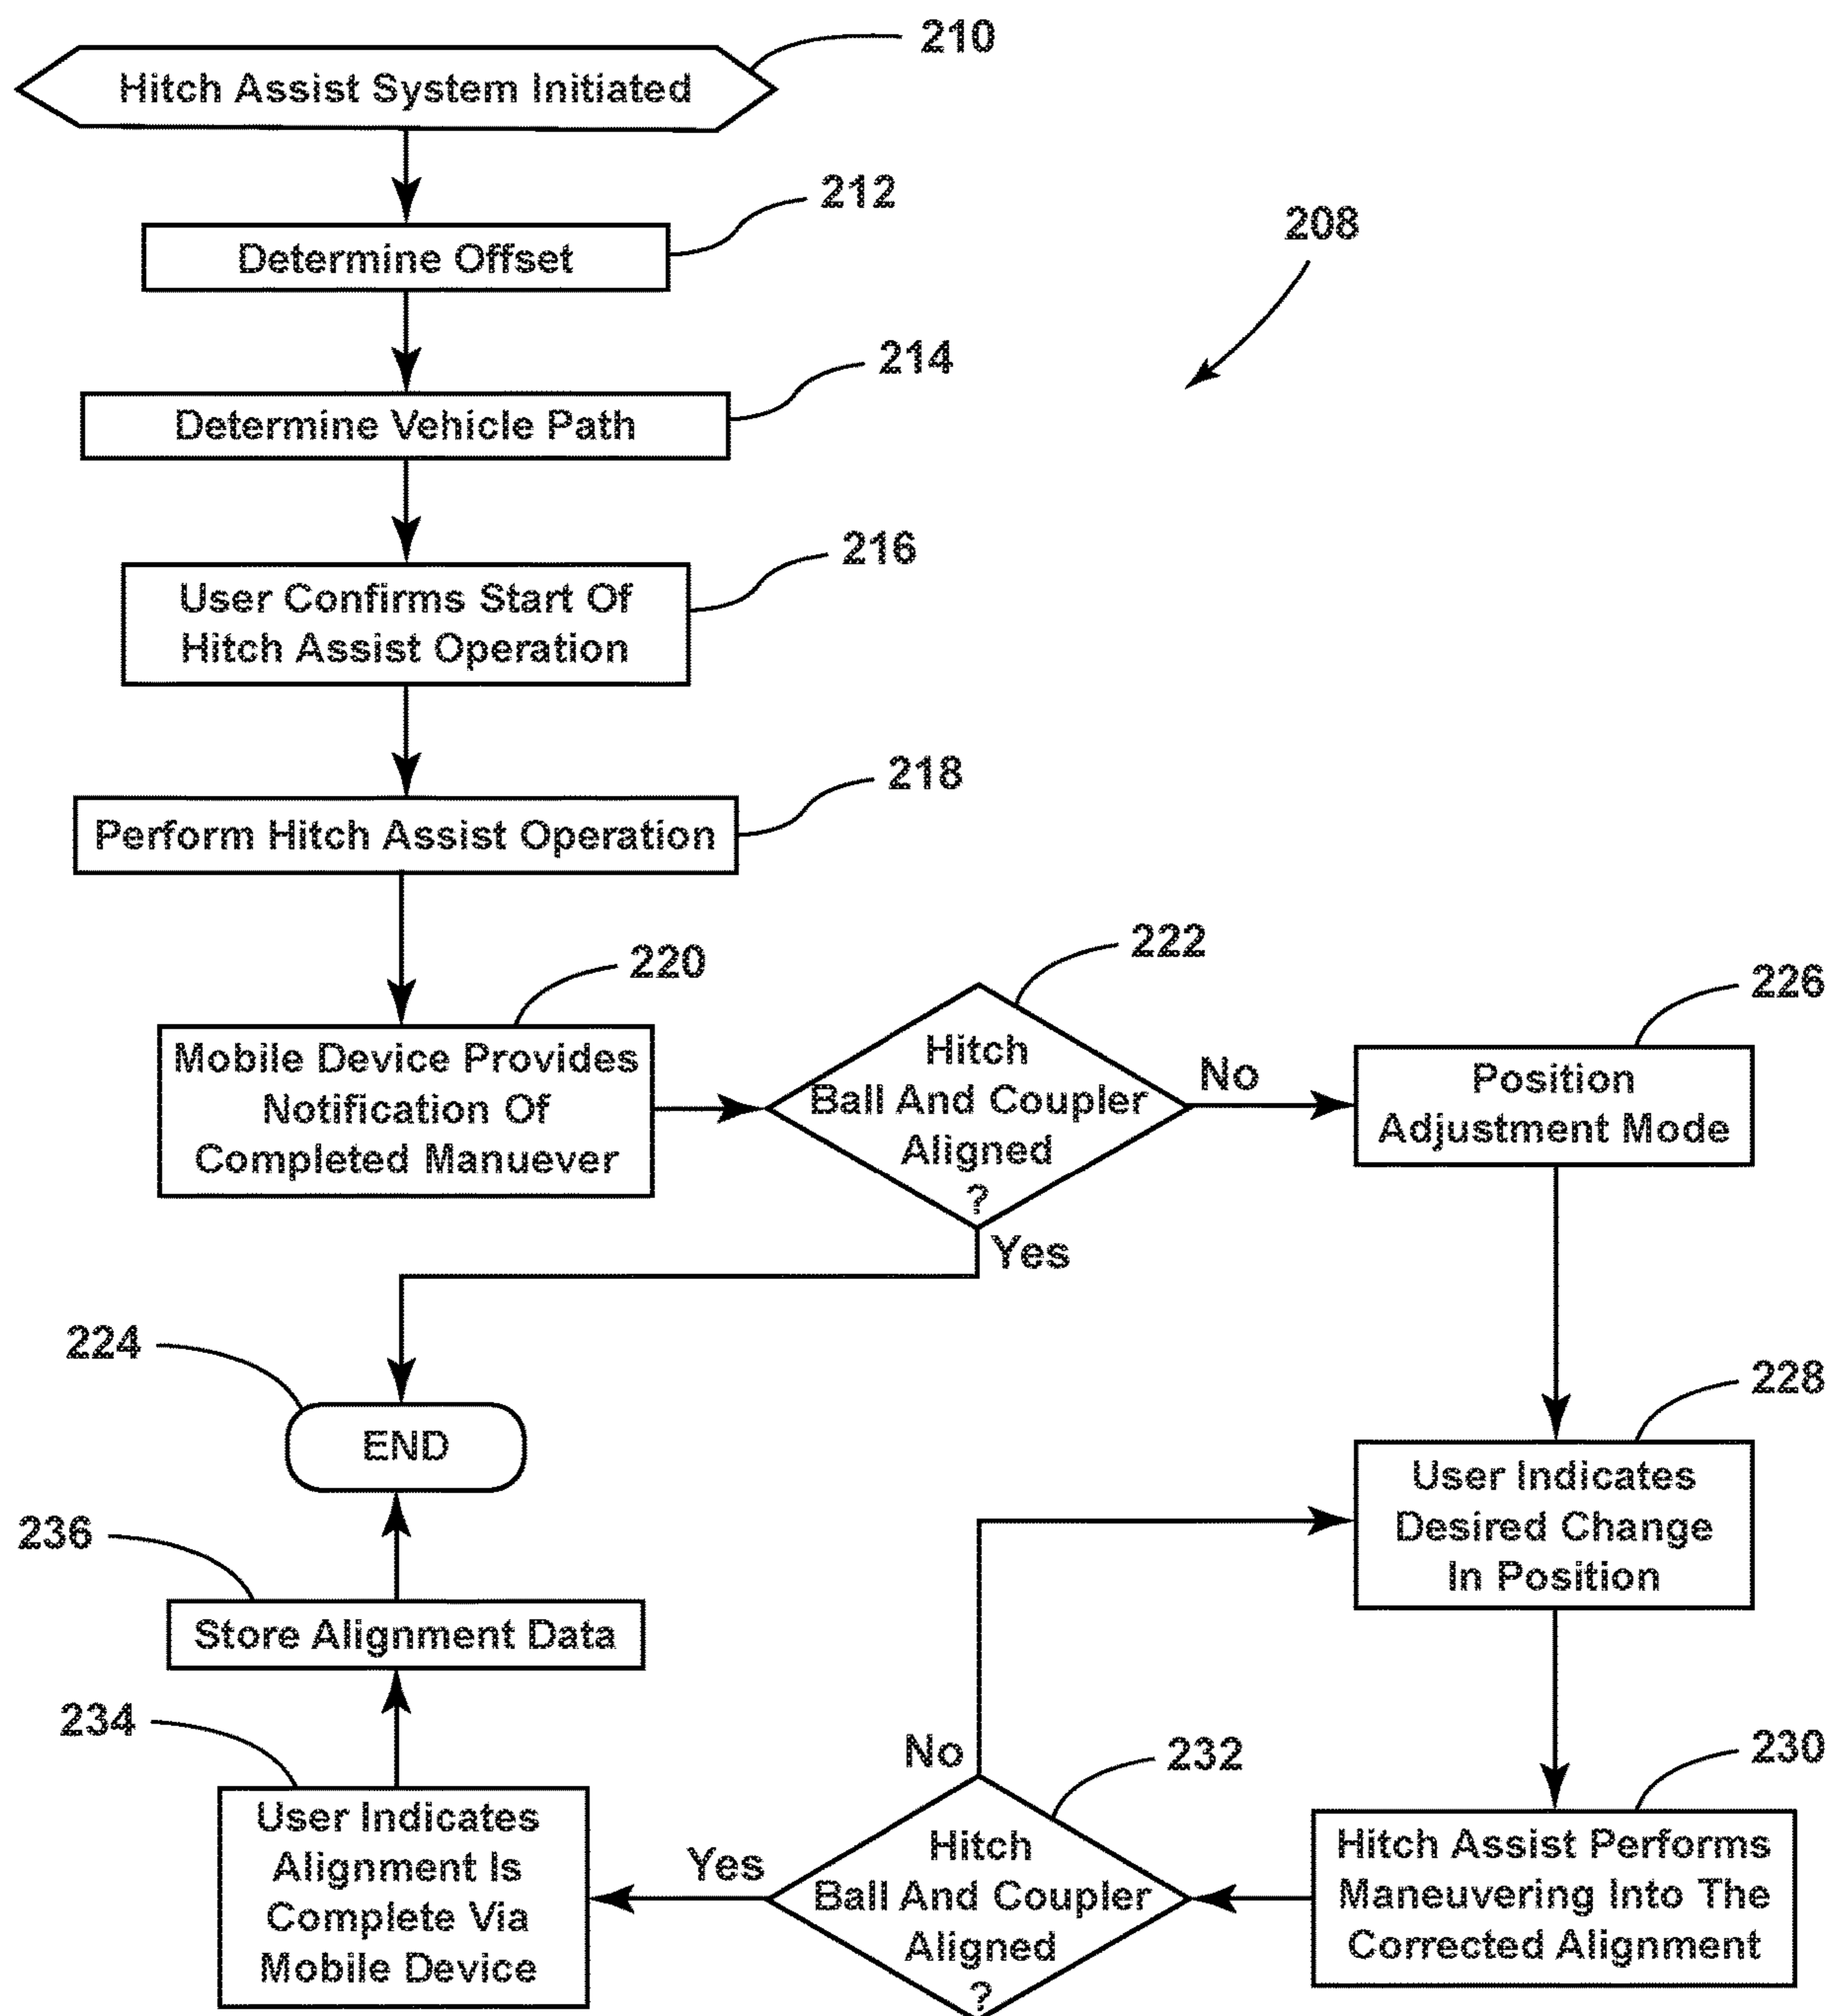 210
Hitch Assist System Initiated
212
Determine Offset
208
214
Determine Vehicle Path
216
User Confirms Start Of
Hitch Assist Operation
218
Perform Hitch Assist Operation
220
Mobile Device Provides
Notification Of
Completed Manuever
222
Hitch
Ball And Coupler
Aligned
?
No
Yes
226
Position
Adjustment Mode
224
END
228
User Indicates
Desired Change
In Position
230
Hitch Assist Performs
Maneuvering Into The
Corrected Alignment
232
Hitch
Ball And Coupler
Aligned
?
No
Yes
234
User Indicates
Alignment Is
Complete Via
Mobile Device
236
Store Alignment Data